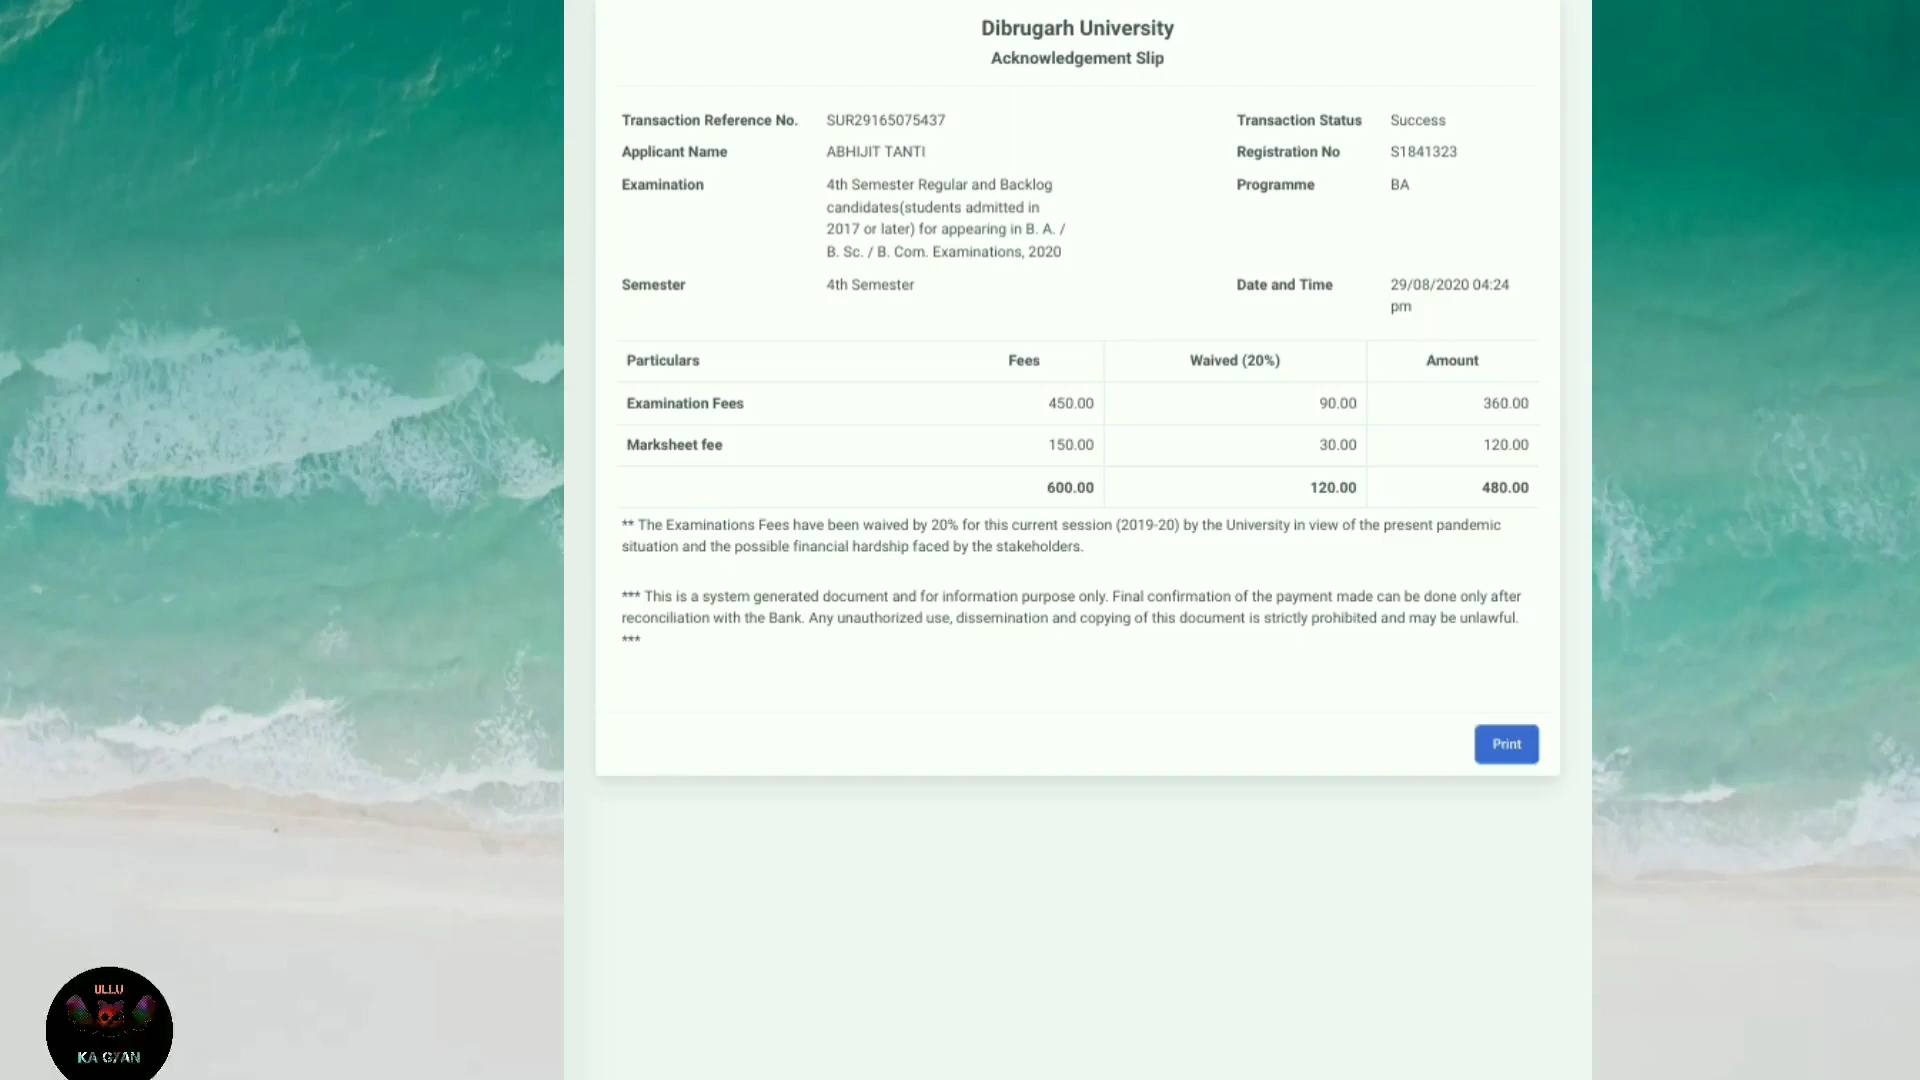 Dibrugarh University
Acknowledgement Slip
Transaction Reference No. SUR29165075437 Transaction Status Success
Applicant Name ABHIJIT TANTI Registration No S1841323
Examination 4th Semester Regular and Backlog Programme BA
candidates(students admitted in
2017 or later) for appearing in B. A. /
B. Sc. / B. Com. Examinations, 2020
Semester 4th Semester Date and Time 29/08/2020 04:24
pm
Particulars Fees Waived (20%) Amount
Examination Fees 450.00 90.00 360.00
Marksheet fee 150.00 30.00 120.00
600.00 120.00 480.00
** The Examinations Fees have been waived by 20% for this current session (2019-20) by the University in view of the present pandemic
situation and the possible financial hardship faced by the stakeholders.
*** This is a system generated document and for information purpose only. Final confirmation of the payment made can be done only after
reconciliation with the Bank. Any unauthorized use, dissemination and copying of this document is strictly prohibited and may be unlawful.
***
Print
ULLU
KA GYAN